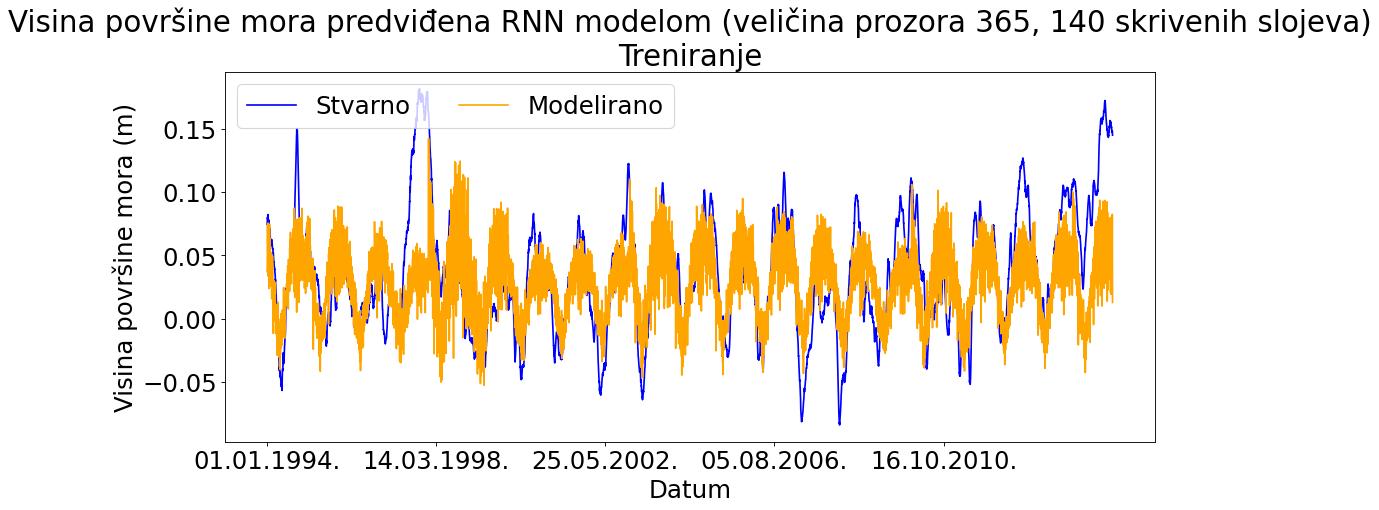 Visina površine mora predviđena RNN modelom (veličina prozora 365, 140 skrivenih slojeva)
Treniranje
Stvarno
Modelirano
Visina površine mora (m)
0.15
0.10
0.05
0.00
−0.05
01.01.1994.
14.03.1998.
25.05.2002.
05.08.2006.
16.10.2010.
Datum